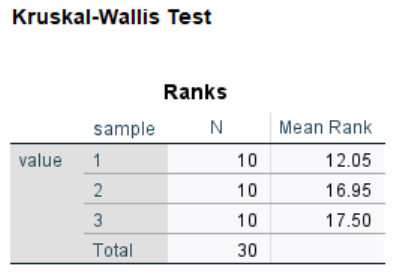 Kruskal-Wallis Test
Ranks
sample N Mean Rank
value 1 10 12.05
2 10 16.95
3 10 17.50
Total 30